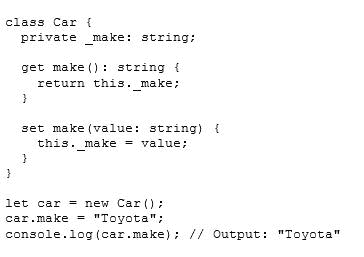 class Car {
  private _make: string;

  get make(): string {
    return this._make;
  }

  set make(value: string) {
    this._make = value;
  }
}

let car = new Car();
car.make = "Toyota";
console.log(car.make); // Output: "Toyota"